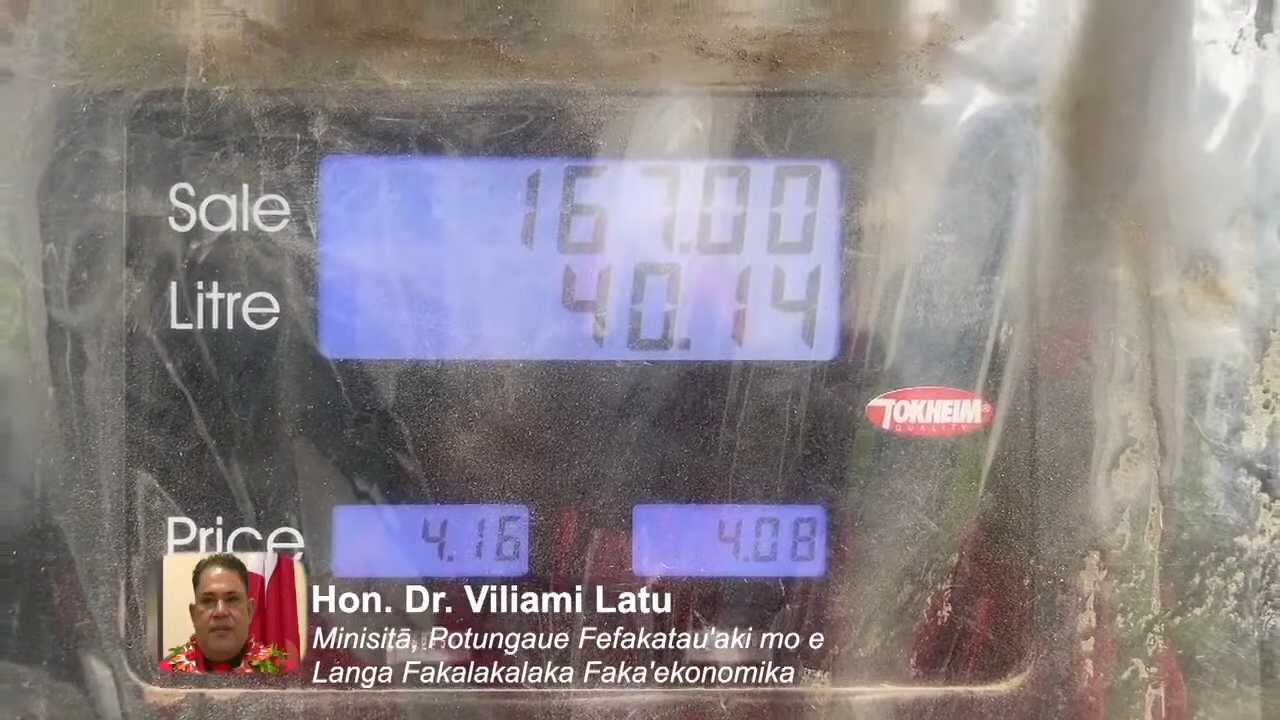 Sale 167.00
Litre 40.14
TOKHEIM®
QUALITY
Price 4.16 4.08
Hon. Dr. Viliami Latu
Minisitā, Potungaue Fefakatau'aki mo e
Langa Fakalakalaka Faka'ekonomika